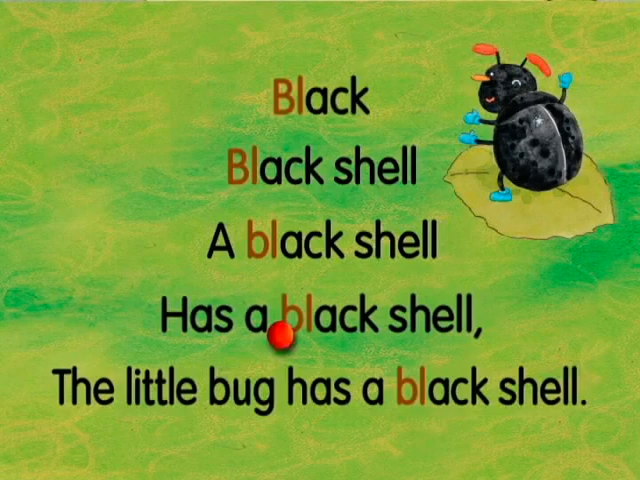 Black
Black shell
A black shell
Has a black shell,
The little bug has a black shell.